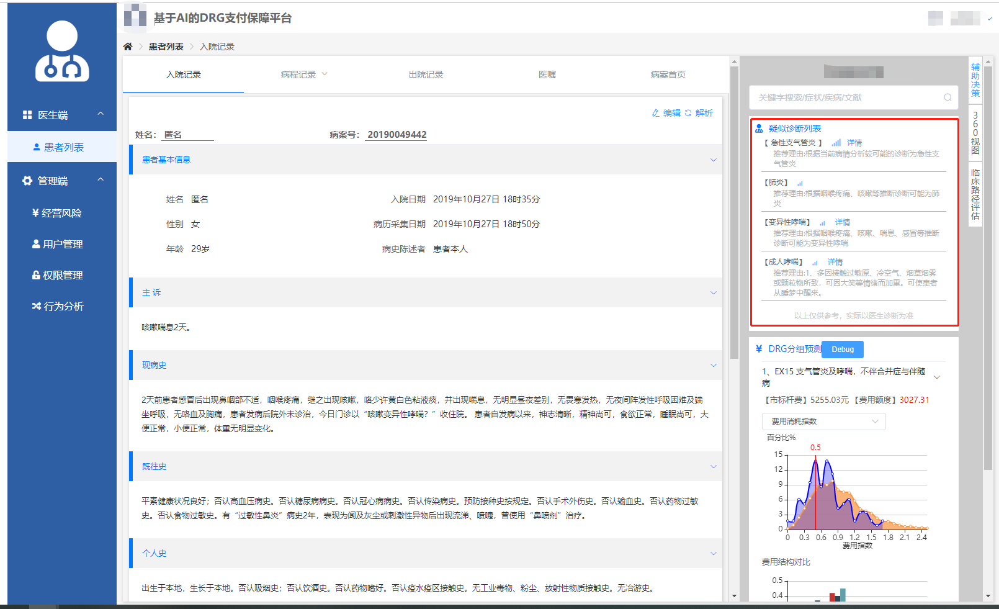 基于AI的DRG支付保障平台
患者列表 入院记录
医生端
患者列表
管理端
¥ 经营风险
用户管理
权限管理
行为分析
入院记录 病程记录 出院记录 医嘱 病案首页
编辑 解析
姓名： 匿名 病案号： 20190049442
患者基本信息
姓名 匿名 入院日期 2019年10月27日 18时35分
性别 女 病历采集日期 2019年10月27日 18时50分
年龄 29岁 病史陈述者 患者本人
主 诉
咳嗽喘息2天。
现病史
2天前患者感冒后出现鼻咽部不适，咽喉疼痛，继之出现咳嗽，咯少许黄白色粘液痰，并出现喘息，无明显昼夜差别，无畏寒发热，无夜间阵发性呼吸困难及端
坐呼吸，无咯血及胸痛，患者发病后院外未诊治，今日门诊以“咳嗽变异性哮喘？”收住院。 患者自发病以来，神志清晰，精神尚可，食欲正常，睡眠尚可，大
便正常，小便正常，体重无明显变化。
既往史
平素健康状况良好；否认高血压病史。否认糖尿病病史。否认冠心病病史。否认传染病史。预防接种史按规定。否认手术外伤史。否认输血史。否认药物过敏
史。否认食物过敏史。有“过敏性鼻炎”病史2年，表现为闻及灰尘或刺激性异物后出现流涕、喷嚏，曾使用“鼻喷剂”治疗。
个人史
出生于本地，生长于本地。否认吸烟史；否认饮酒史。否认药物嗜好。否认疫水疫区接触史。无工业毒物、粉尘、放射性物质接触史。无冶游史。
关键字搜索/症状/疾病/文献
疑似诊断列表
【 急性支气管炎 】 详情
推荐理由:根据当前病情分析较可能的诊断为急性支
气管炎
【肺炎】
推荐理由:根据咽喉疼痛、咳嗽等推断诊断可能为肺
炎
【变异性哮喘】 详情
推荐理由:根据咽喉疼痛、咳嗽、喘息、感冒等推断
诊断可能为变异性哮喘
【成人哮喘】 详情
推荐理由:1、多因接触过敏原、冷空气、烟草烟雾
或颗粒物所致，可因大笑等情绪而加重。可使患者
从睡梦中醒来。
以上仅供参考，实际以医生诊断为准
¥ DRG分组预测 Debug
1、EX15 支气管炎及哮喘，不伴合并症与伴随
病
【市标杆费】5255.03元 【费用额度】3027.31
费用消耗指数
百分比%
0.5
15
12
9
6
3
0
0 0.3 0.6 0.9 1.2 1.5 1.8 2.1 2.4
费用指数
费用结构对比
0.5
0.4
辅助决策
360视图
临床路径评估